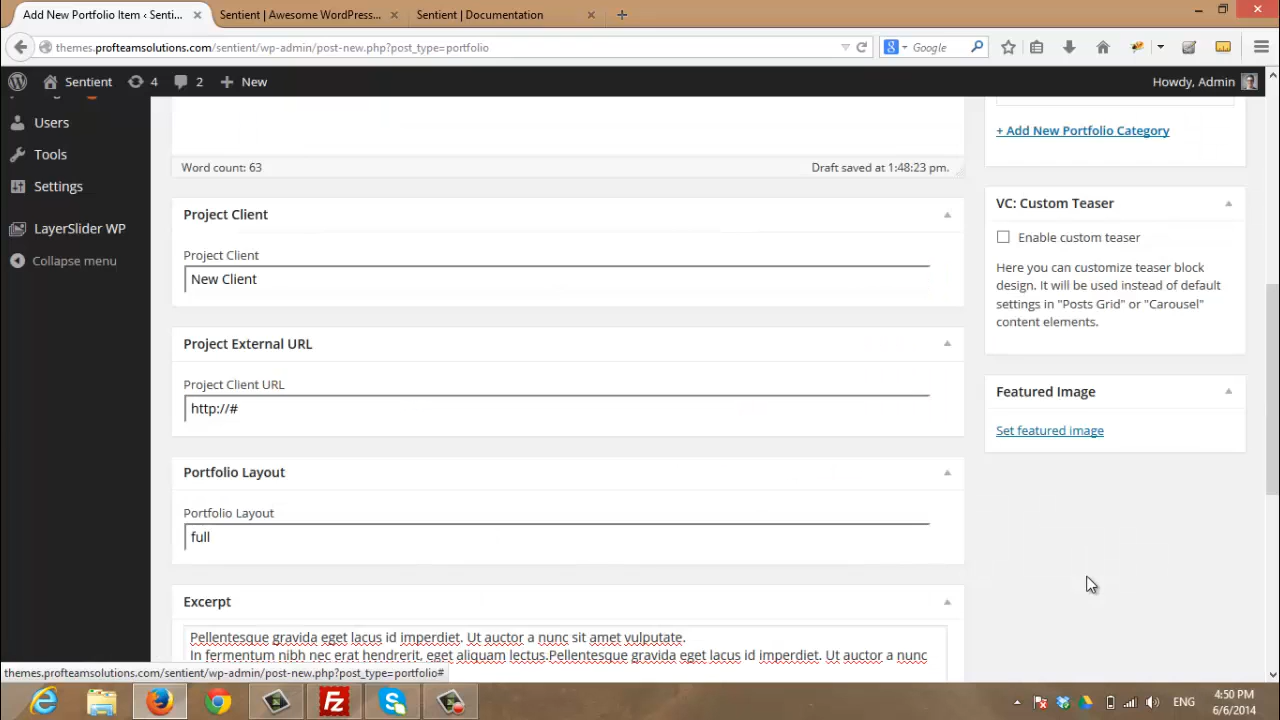 Add New Portfolio Item ‹ Senti...
Sentient | Awesome WordPress...
Sentient | Documentation
themes.profteamsolutions.com/sentient/wp-admin/post-new.php?post_type=portfolio
Google
Sentient
4
2
New
Howdy, Admin
Users
Tools
Settings
LayerSlider WP
Collapse menu
Word count: 63
Draft saved at 1:48:23 pm.
Project Client
Project Client
New Client
Project External URL
Project Client URL
http://#
Portfolio Layout
Portfolio Layout
full
Excerpt
Pellentesque gravida eget lacus id imperdiet. Ut auctor a nunc sit amet vulputate.
In fermentum nibh nec erat hendrerit, eget aliquam lectus.Pellentesque gravida eget lacus id imperdiet. Ut auctor a nunc
+ Add New Portfolio Category
VC: Custom Teaser
Enable custom teaser
Here you can customize teaser block
design. It will be used instead of default
settings in "Posts Grid" or "Carousel"
content elements.
Featured Image
Set featured image
themes.profteamsolutions.com/sentient/wp-admin/post-new.php?post_type=portfolio#
ENG
4:50 PM
6/6/2014